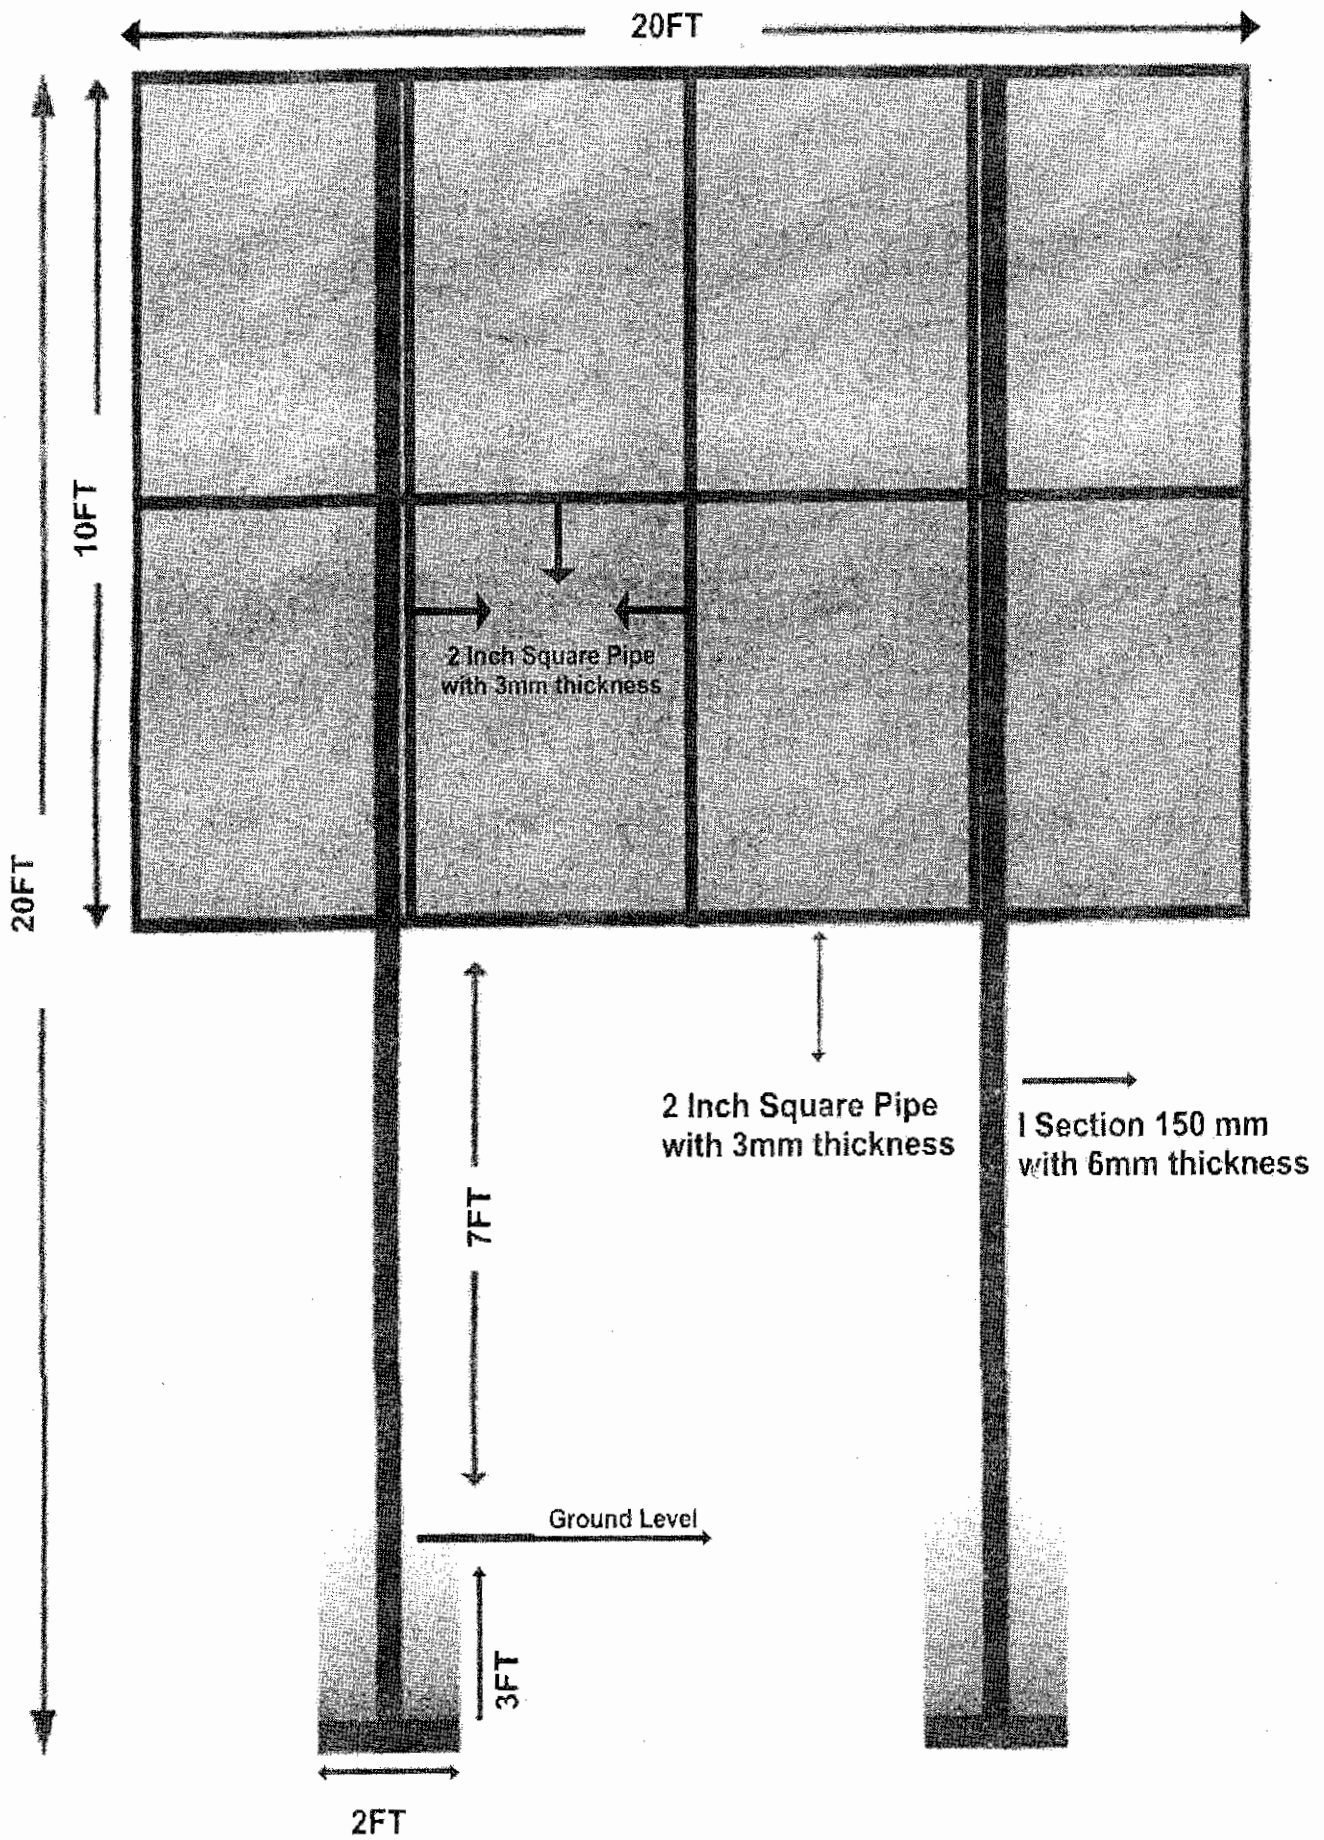 20FT
10FT
20FT
2 Inch Square Pipe
with 3mm thickness
7FT
2 Inch Square Pipe
with 3mm thickness
I Section 150 mm
with 6mm thickness
Ground Level
3FT
2FT